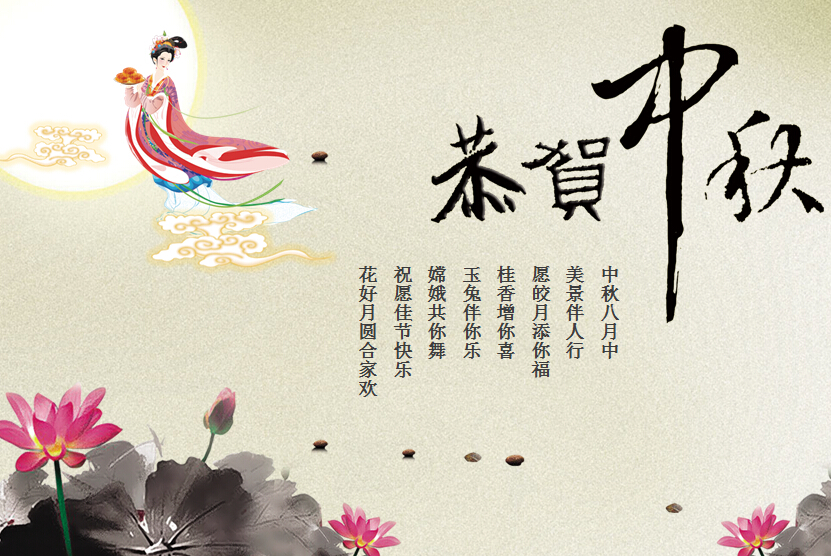 恭賀中秋
中秋八月中
美景伴人行
愿皎月添你福
桂香增你喜
玉兔伴你乐
嫦娥共你舞
祝愿佳节快乐
花好月圆合家欢